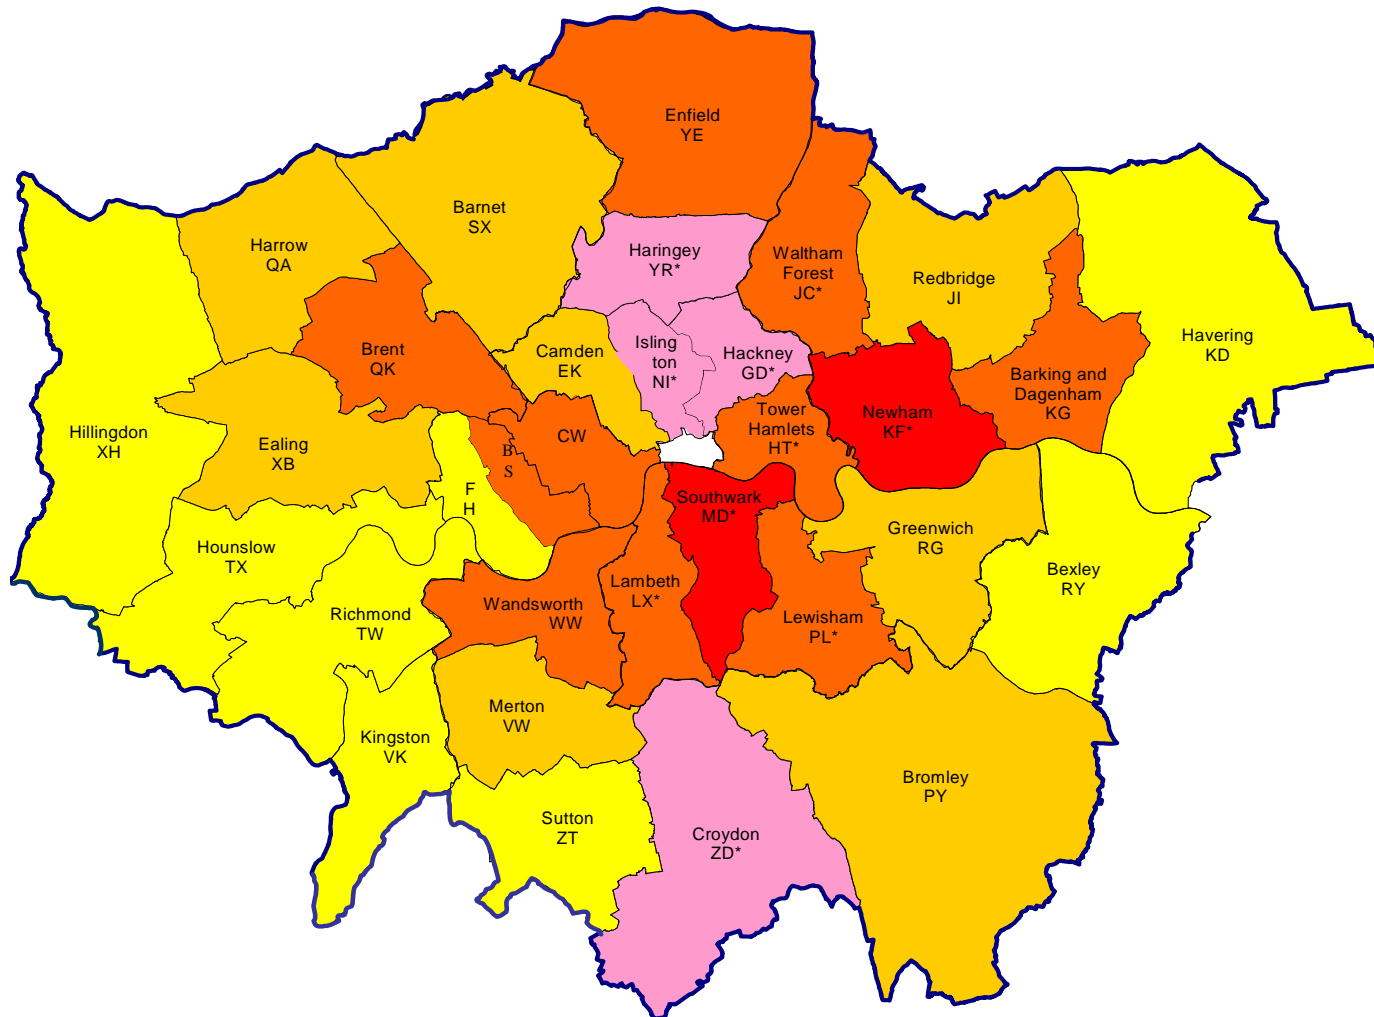 Enfield
YE
Barnet
SX
Harrow
QA
Haringey
YR*
Waltham
Forest
JC*
Redbridge
JI
Havering
KD
Brent
QK
Camden
EK
Isling
ton
NI*
Hackney
GD*
Barking and
Dagenham
KG
Hillingdon
XH
Ealing
XB
B
S
CW
Tower
Hamlets
HT*
Newham
KF*
F
H
Southwark
MD*
Greenwich
RG
Hounslow
TX
Bexley
RY
Richmond
TW
Wandsworth
WW
Lambeth
LX*
Lewisham
PL*
Merton
VW
Kingston
VK
Bromley
PY
Sutton
ZT
Croydon
ZD*